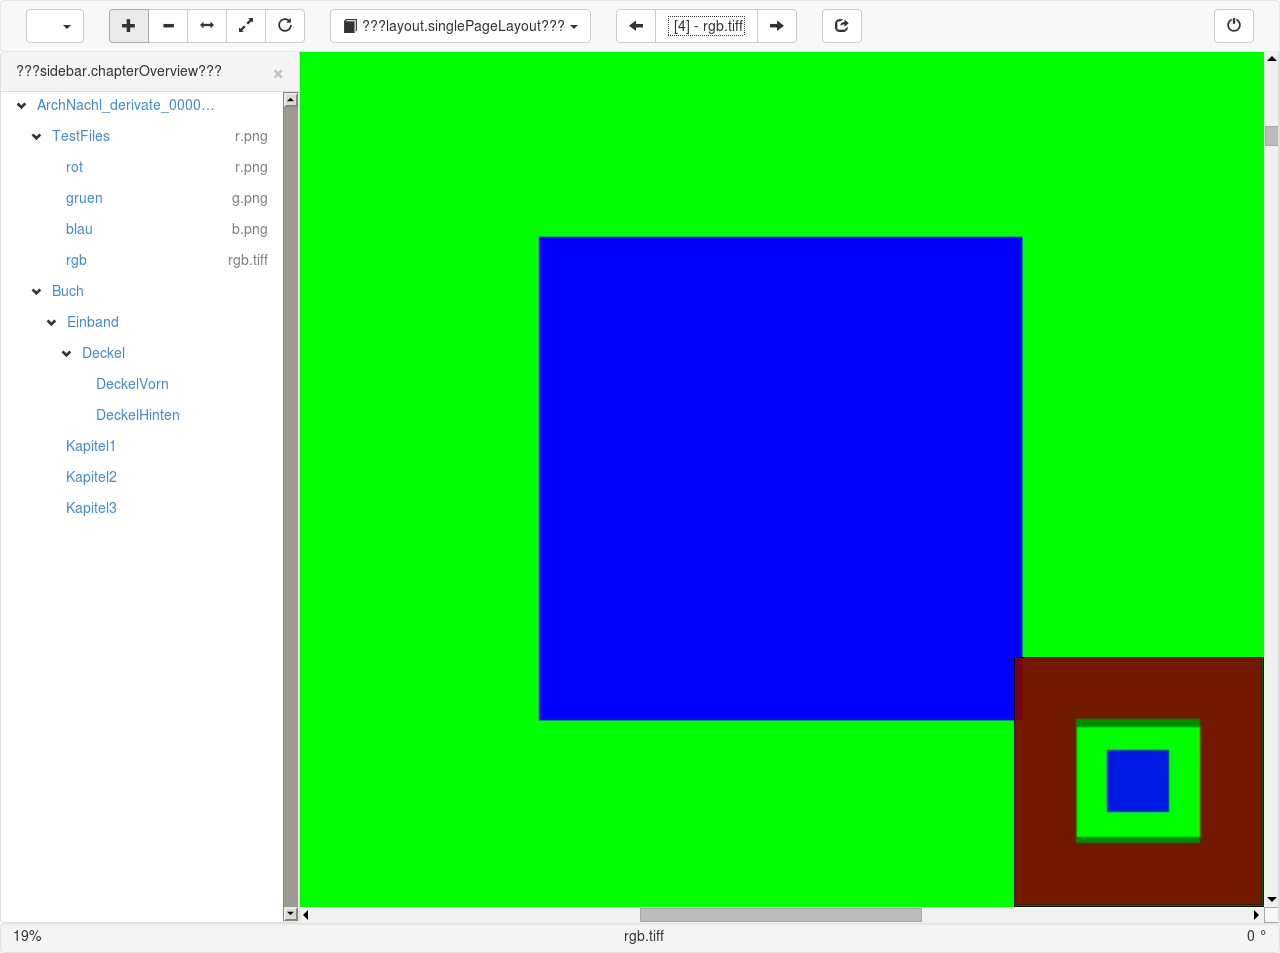 ???layout.singlePageLayout??? [4] - rgb.tiff
???sidebar.chapterOverview??? ×
ArchNachl_derivate_0000…
TestFiles r.png
rot r.png
gruen g.png
blau b.png
rgb rgb.tiff
Buch
Einband
Deckel
DeckelVorn
DeckelHinten
Kapitel1
Kapitel2
Kapitel3
19% rgb.tiff 0 °